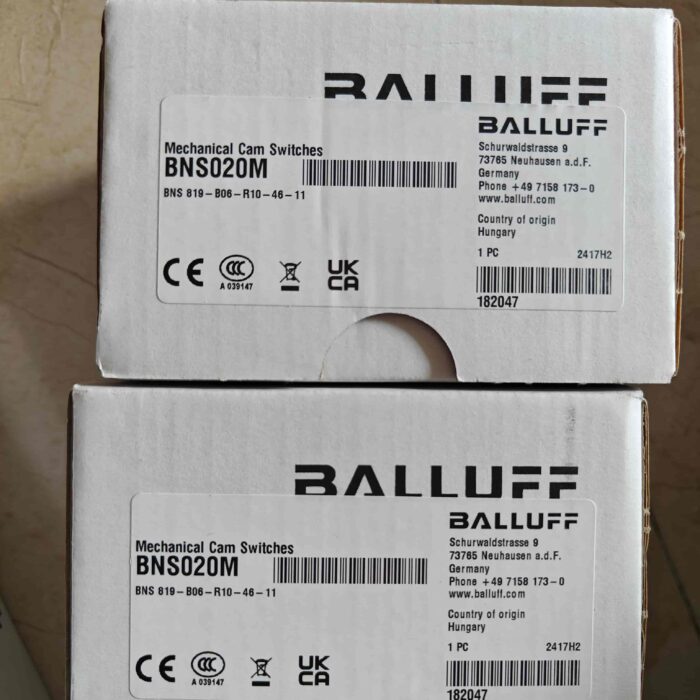 BALLUFF
BALLUFF
Mechanical Cam Switches
BNS020M
BNS 819-B06-R10-46-11
Schurwaldstrasse 9
73765 Neuhausen a.d.F.
Germany
Phone +49 7158 173-0
www.balluff.com
Country of origin
Hungary
1 PC 2417H2
CE CCC UK
A 039147 CA
182047
BALLUFF
BALLUFF
Mechanical Cam Switches
BNS020M
BNS 819-B06-R10-46-11
Schurwaldstrasse 9
73765 Neuhausen a.d.F.
Germany
Phone +49 7158 173-0
www.balluff.com
Country of origin
Hungary
1 PC 2417H2
CE CCC UK
A 039147 CA
182047